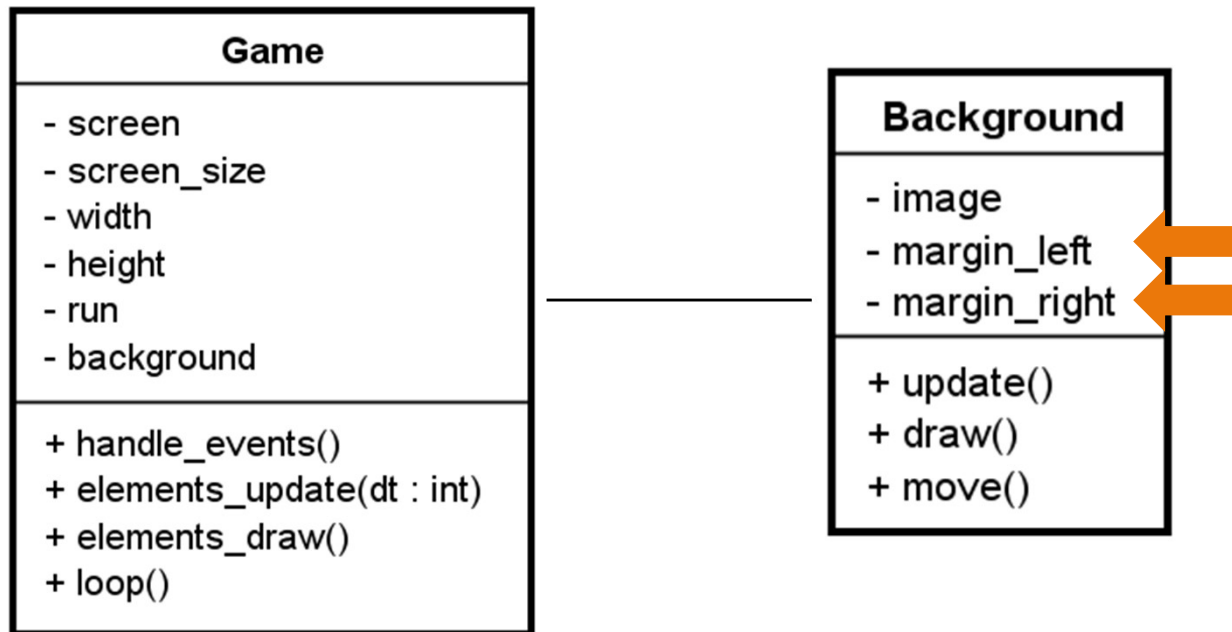 Game
- screen
- screen_size
- width
- height
- run
- background
+ handle_events()
+ elements_update(dt : int)
+ elements_draw()
+ loop()
Background
- image
- margin_left
- margin_right
+ update()
+ draw()
+ move()